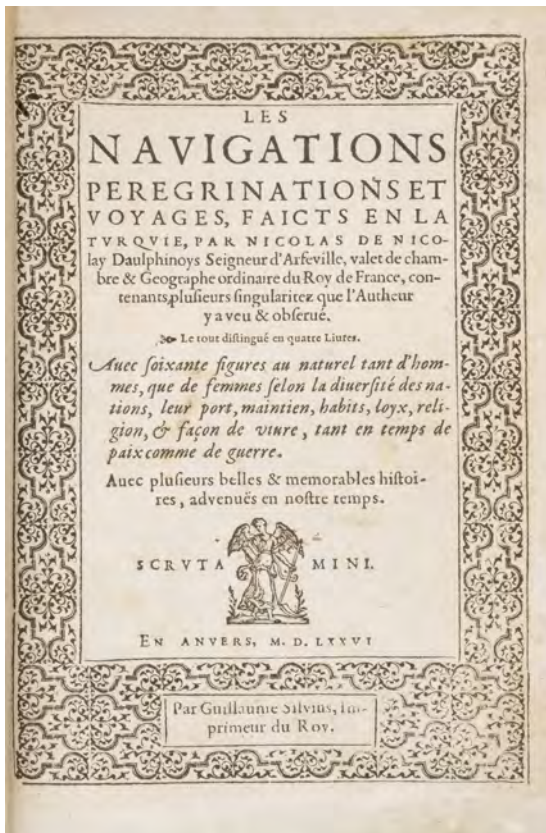 LES
NAVIGATIONS
PEREGRINATIONS ET
VOYAGES, FAICTS EN LA
TVRQVIE, PAR NICOLAS DE NICO-
lay Daulphinoys Seigneur d'Arfeville, valet de cham-
bre & Geographe ordinaire du Roy de France, con-
tenants plusieurs singularitez que l'Autheur
y a veu & obserué.
Le tout distingué en quatre Liures.
Auec soixante figures au naturel tant d'hom-
mes, que de femmes selon la diuersité des na-
tions, leur port, maintien, habits, loyx, reli-
gion, & façon de viure, tant en temps de
paix comme de guerre.
Auec plusieurs belles & memorables histoi-
res, advenuës en nostre temps.
SCRVTA MINI.
EN ANVERS, M. D. LXXVI
Par Guillaume Silvius, Im-
primeur du Roy.